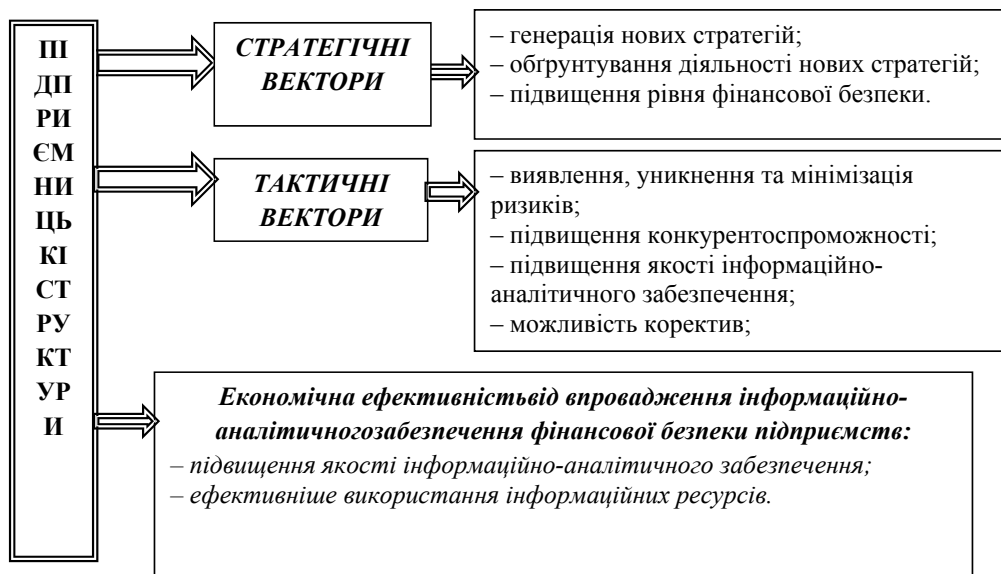 ПІ
ДП
РИ
ЄМ
НИ
ЦЬ
КІ
СТ
РУ
КТ
УР
И
СТРАТЕГІЧНІ
ВЕКТОРИ
– генерація нових стратегій;
– обґрунтування діяльності нових стратегій;
– підвищення рівня фінансової безпеки.
ТАКТИЧНІ
ВЕКТОРИ
– виявлення, уникнення та мінімізація
ризиків;
– підвищення конкурентоспроможності;
– підвищення якості інформаційно-
аналітичного забезпечення;
– можливість коректив;
Економічна ефективністьвід впровадження інформаційно-
аналітичногозабезпечення фінансової безпеки підприємств:
– підвищення якості інформаційно-аналітичного забезпечення;
– ефективніше використання інформаційних ресурсів.